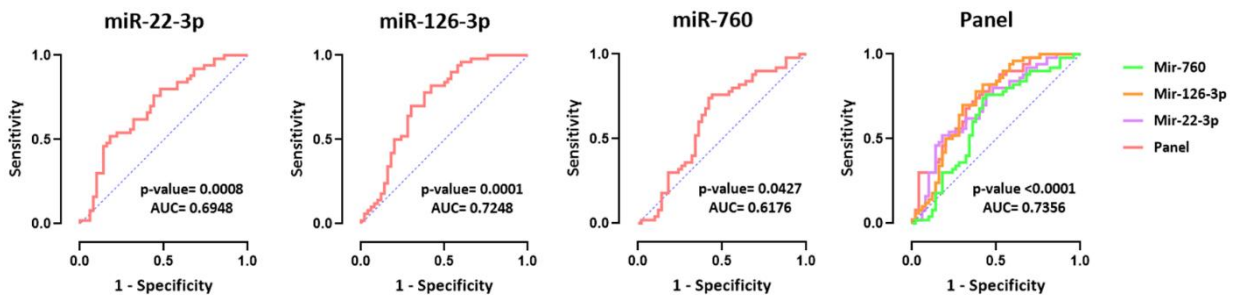 miR-22-3p
1.0
0.5
0.0
Sensitivity
p-value= 0.0008
AUC= 0.6948
0.0 0.5 1.0
1 - Specificity
miR-126-3p
1.0
0.5
0.0
Sensitivity
p-value= 0.0001
AUC= 0.7248
0.0 0.5 1.0
1 - Specificity
miR-760
1.0
0.5
0.0
Sensitivity
p-value= 0.0427
AUC= 0.6176
0.0 0.5 1.0
1 - Specificity
Panel
1.0
0.5
0.0
Sensitivity
p-value <0.0001
AUC= 0.7356
0.0 0.5 1.0
1 - Specificity
Mir-760
Mir-126-3p
Mir-22-3p
Panel